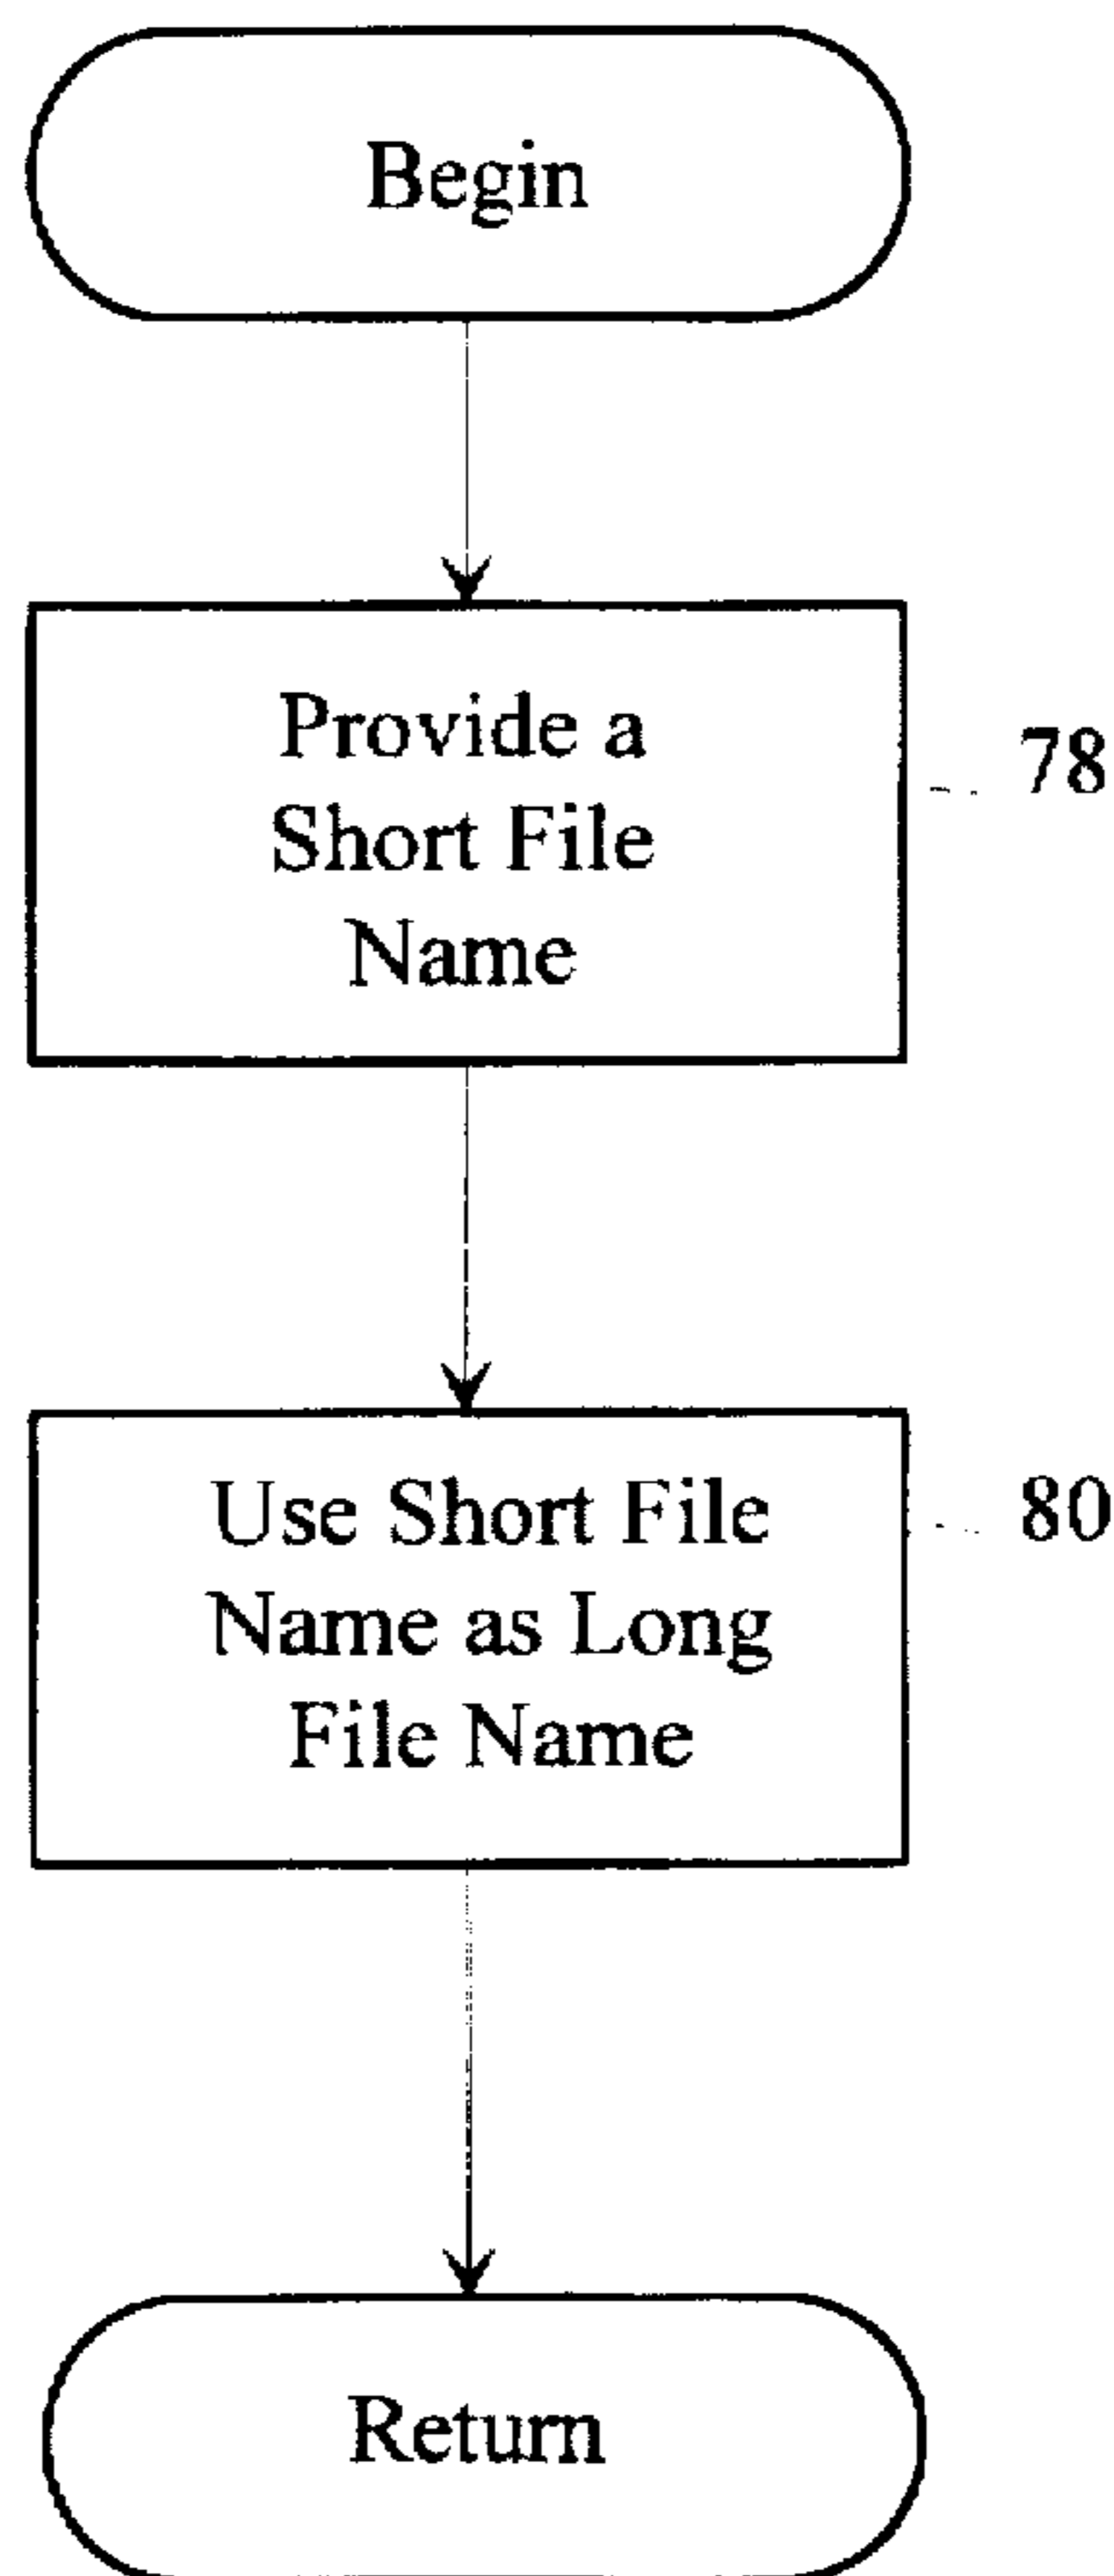 Begin
Provide a
Short File
Name
78
Use Short File
Name as Long
File Name
80
Return